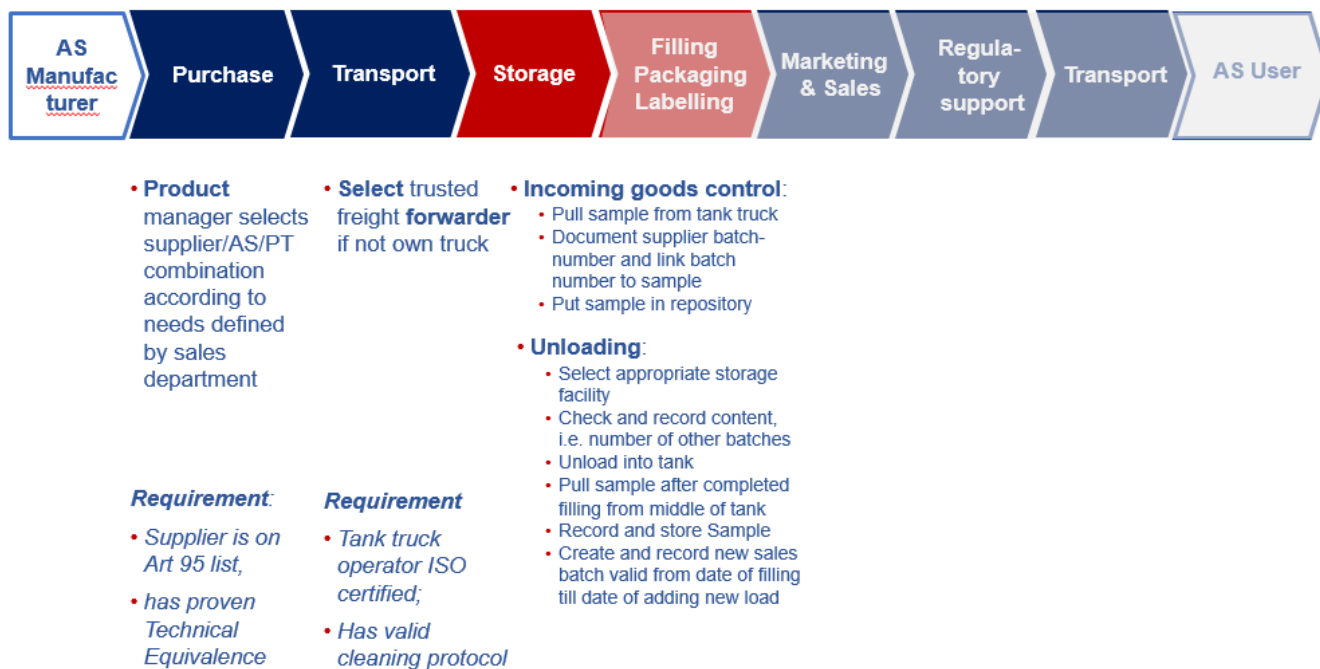 AS
Manufac
turer
Purchase
Transport
Storage
Filling
Packaging
Labelling
Marketing
& Sales
Regula-
tory
support
Transport
AS User
• Product
manager selects
supplier/AS/PT
combination
according to
needs defined
by sales
department
Requirement:
• Supplier is on
Art 95 list,
• has proven
Technical
Equivalence
• Select trusted
freight forwarder
if not own truck
Requirement
• Tank truck
operator ISO
certified;
• Has valid
cleaning protocol
• Incoming goods control:
• Pull sample from tank truck
• Document supplier batch-
number and link batch
number to sample
• Put sample in repository
• Unloading:
• Select appropriate storage
facility
• Check and record content,
i.e. number of other batches
• Unload into tank
• Pull sample after completed
filling from middle of tank
• Record and store Sample
• Create and record new sales
batch valid from date of filling
till date of adding new load